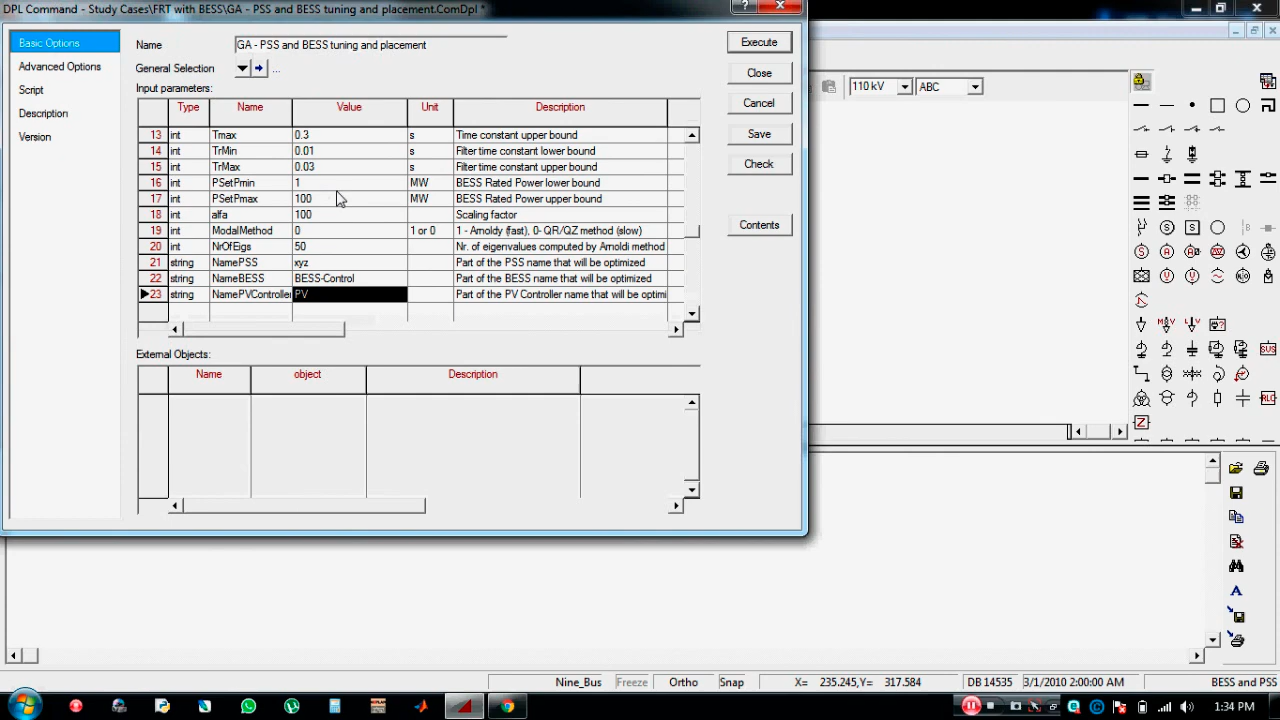 DPL Command - Study Cases\FRT with BESS\GA - PSS and BESS tuning and placement.ComDpl *
Basic Options
Advanced Options
Script
Description
Version
Name
GA - PSS and BESS tuning and placement
General Selection
...
Input parameters:
Type Name Value Unit Description
13 int Tmax 0.3 s Time constant upper bound
14 int TrMin 0.01 s Filter time constant lower bound
15 int TrMax 0.03 s Filter time constant upper bound
16 int PSetPmin 1 MW BESS Rated Power lower bound
17 int PSetPmax 100 MW BESS Rated Power upper bound
18 int alfa 100 Scaling factor
19 int ModalMethod 0 1 or 0 1 - Arnoldy (fast), 0- QR/QZ method (slow)
20 int NrOfEigs 50 Nr. of eigenvalues computed by Arnoldi method
21 string NamePSS xyz Part of the PSS name that will be optimized
22 string NameBESS BESS-Control Part of the BESS name that will be optimized
23 string NamePVController PV Part of the PV Controller name that will be optimi
External Objects:
Name object Description
Execute
Close
Cancel
Save
Check
Contents
110 kV
ABC
SUS
RLC
Z
A
Nine_Bus Freeze Ortho Snap X= 235.245,Y= 317.584 DB 14535 3/1/2010 2:00:00 AM BESS and PSS
1:34 PM